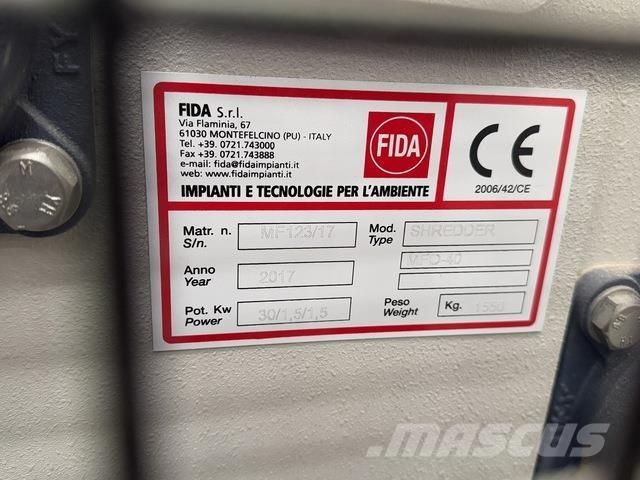 FIDA S.r.l.
Via Flaminia, 67
61030 MONTEFELCINO (PU) - ITALY
Tel. +39. 0721.743000
Fax +39. 0721.743888
e-mail: fida@fidaimpianti.it
web: www.fidaimpianti.it
FIDA
IMPIANTI E TECNOLOGIE PER L'AMBIENTE
CE
2006/42/CE
Matr. n.
S/n.
MF123/17
Mod.
Type
SHREDDER
MFO-40
Anno
Year
2017
Pot. Kw
Power
30/1,5/1,5
Peso
Weight
Kg. 1550
FY
MASCUS